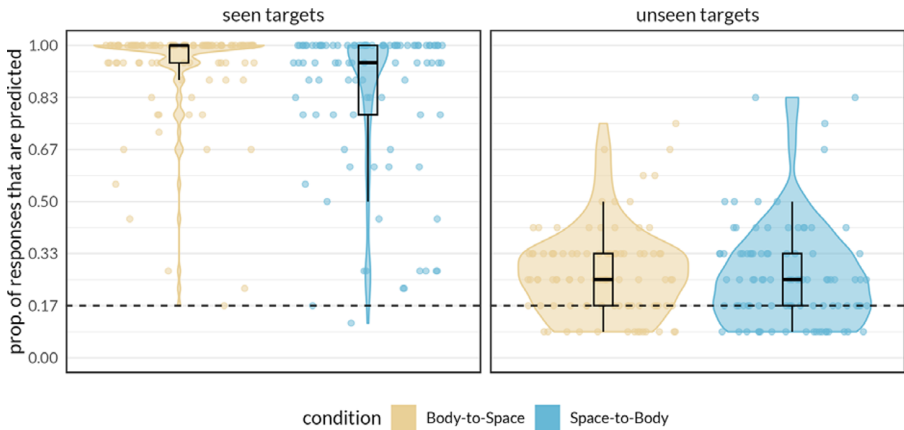 seen targets
unseen targets
prop. of responses that are predicted
1.00
0.83
0.67
0.50
0.33
0.17
0.00
condition Body-to-Space Space-to-Body